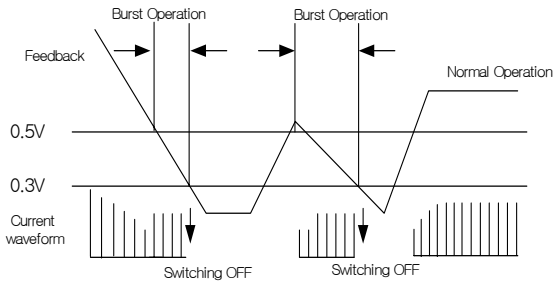 Burst Operation
Burst Operation
Feedback
Normal Operation
0.5V
0.3V
Current
waveform
Switching OFF
Switching OFF